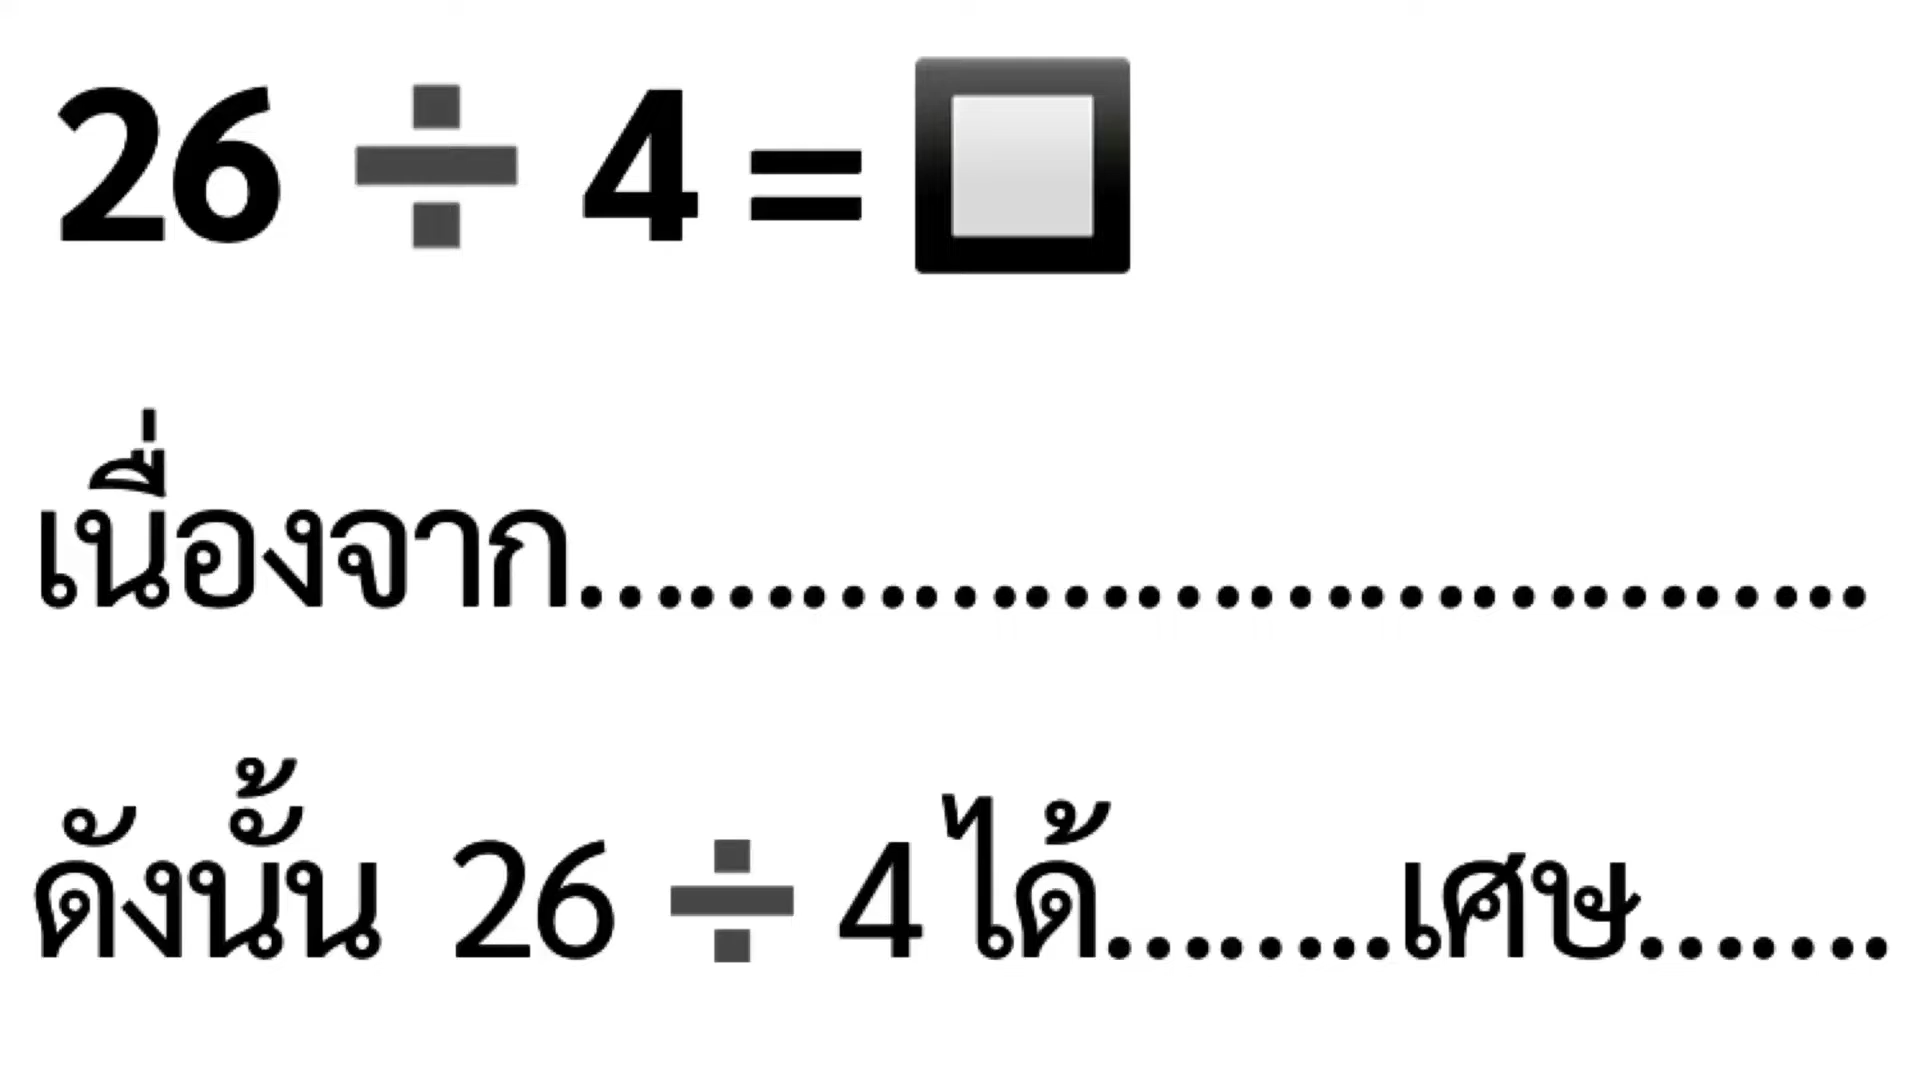 26 ➗ 4 = 🔲
เนื่องจาก...................................
ดังนั้น 26 ➗ 4 ได้........เศษ.......